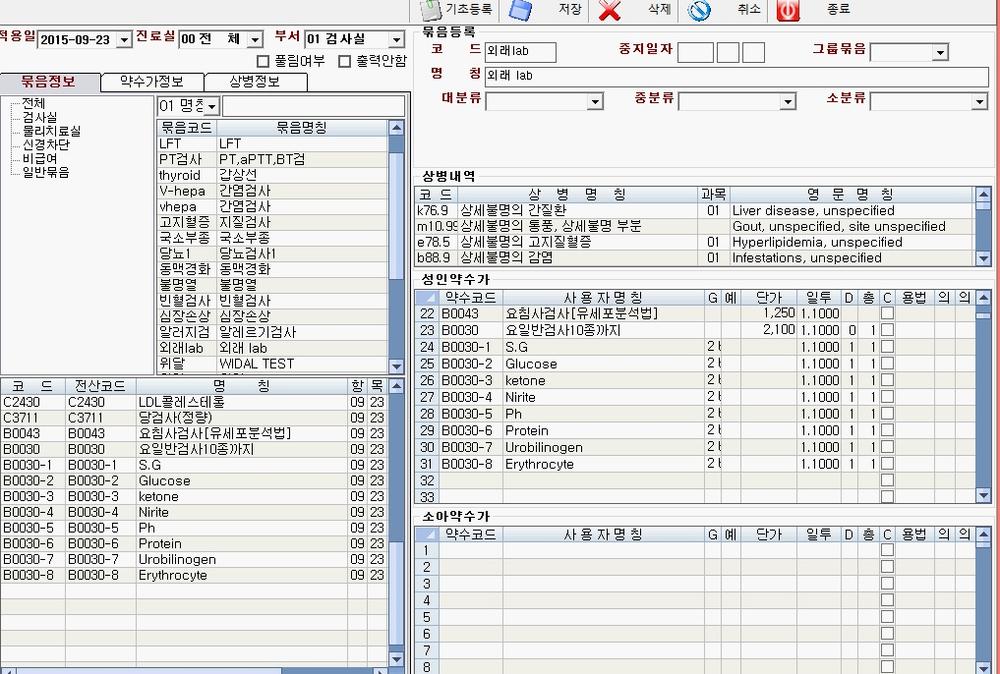 기초등록 저장 삭제 취소 종료
적용일 2015-09-23 진료실 00 전 체 부서 01 검사실
풀림여부 출력안함
묶음정보 약수가정보 상병정보
전체
검사실
물리치료실
신경차단
비급여
일반묶음
01 명칭
묶음코드 묶음명칭
LFT LFT
PT검사 PT,aPTT,BT검
thyroid 갑상선
V-hepa 간염검사
vhepa 간염검사
고지혈증 지질검사
국소부종 국소부종
당뇨1 당뇨검사1
동맥경화 동맥경화
불명열 불명열
빈혈검사 빈혈검사
심장손상 심장손상
알러지검 알레르기검사
외래lab 외래 lab
위달 WIDAL TEST
코 드 전산코드 명 칭 항 목
C2430 C2430 LDL콜레스테롤 09 23
C3711 C3711 당검사(정량) 09 23
B0043 B0043 요침사검사[유세포분석법] 09 23
B0030 B0030 요일반검사10종까지 09 23
B0030-1 B0030-1 S.G 09 23
B0030-2 B0030-2 Glucose 09 23
B0030-3 B0030-3 ketone 09 23
B0030-4 B0030-4 Nirite 09 23
B0030-5 B0030-5 Ph 09 23
B0030-6 B0030-6 Protein 09 23
B0030-7 B0030-7 Urobilinogen 09 23
B0030-8 B0030-8 Erythrocyte 09 23
묶음등록
코 드 외래lab 중지일자 그룹묶음
명 칭 외래 lab
대분류 중분류 소분류
상병내역
코 드 상 병 명 칭 과목 영 문 명 칭
k76.9 상세불명의 간질환 01 Liver disease, unspecified
m10.99 상세불명의 통풍, 상세불명 부분 Gout, unspecified, site unspecified
e78.5 상세불명의 고지질혈증 01 Hyperlipidemia, unspecified
b88.9 상세불명의 감염 01 Infestations, unspecified
성인약수가
약수코드 사 용 자 명 칭 G 예 단가 일투 D 총 C 용법 의 의
22 B0043 요침사검사[유세포분석법] 1,250 1.1000
23 B0030 요일반검사10종까지 2,100 1.1000 0 1
24 B0030-1 S.G 2 1.1000 1 1
25 B0030-2 Glucose 2 1.1000 1 1
26 B0030-3 ketone 2 1.1000 1 1
27 B0030-4 Nirite 2 1.1000 1 1
28 B0030-5 Ph 2 1.1000 1 1
29 B0030-6 Protein 2 1.1000 1 1
30 B0030-7 Urobilinogen 2 1.1000 1 1
31 B0030-8 Erythrocyte 2 1.1000 1 1
32
33
소아약수가
약수코드 사 용 자 명 칭 G 예 단가 일투 D 총 C 용법 의 의
1
2
3
4
5
6
7
8